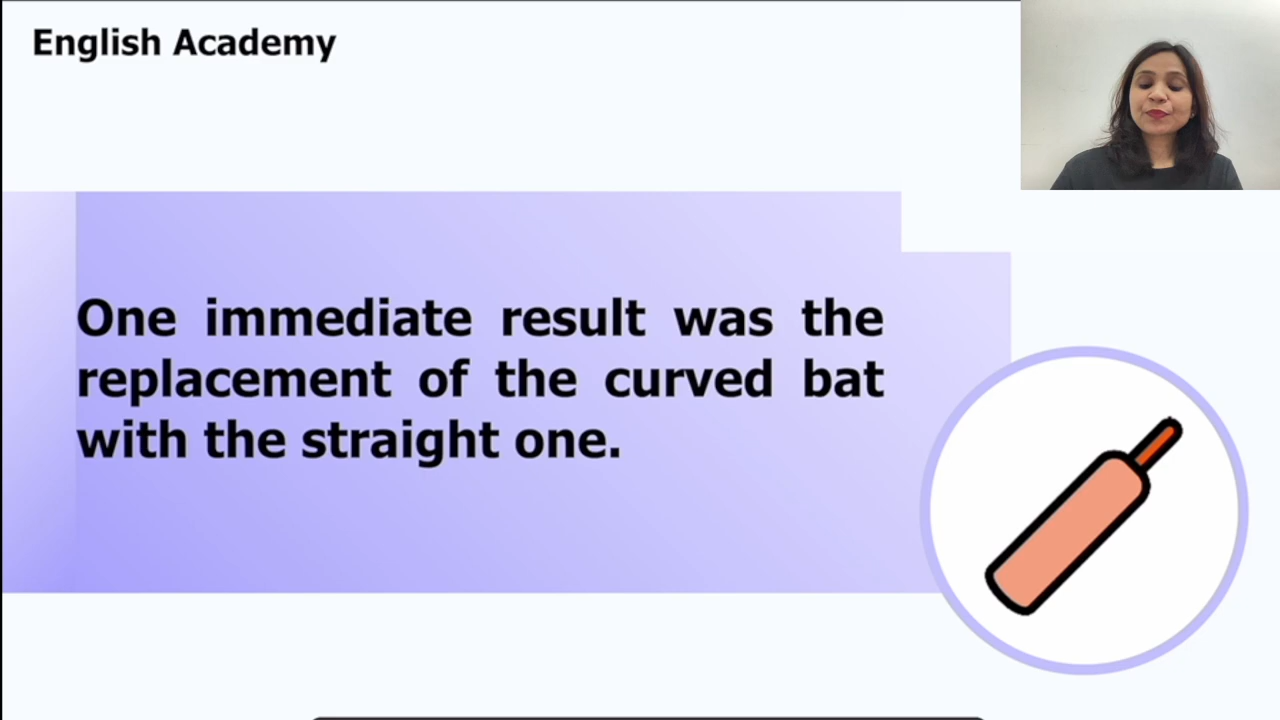 English Academy
One immediate result was the
replacement of the curved bat
with the straight one.